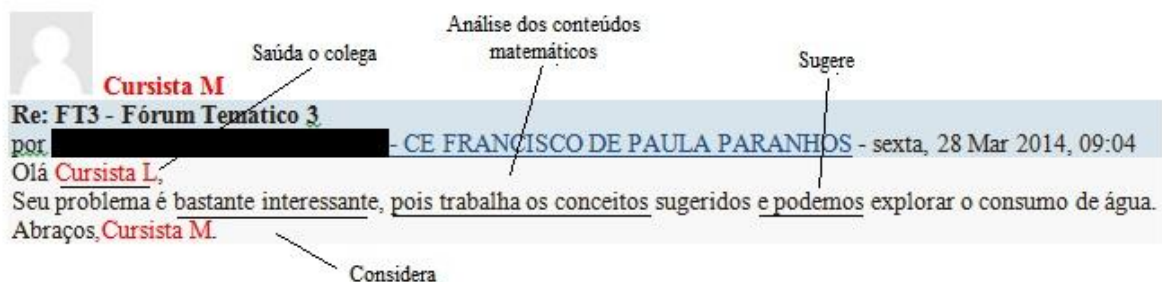 Análise dos conteúdos
matemáticos
Saúda o colega
Sugere
Cursista M
Re: FT3 - Fórum Temático 3
por - CE FRANCISCO DE PAULA PARANHOS - sexta, 28 Mar 2014, 09:04
Olá Cursista L,
Seu problema é bastante interessante, pois trabalha os conceitos sugeridos e podemos explorar o consumo de água.
Abraços,Cursista M.
Considera